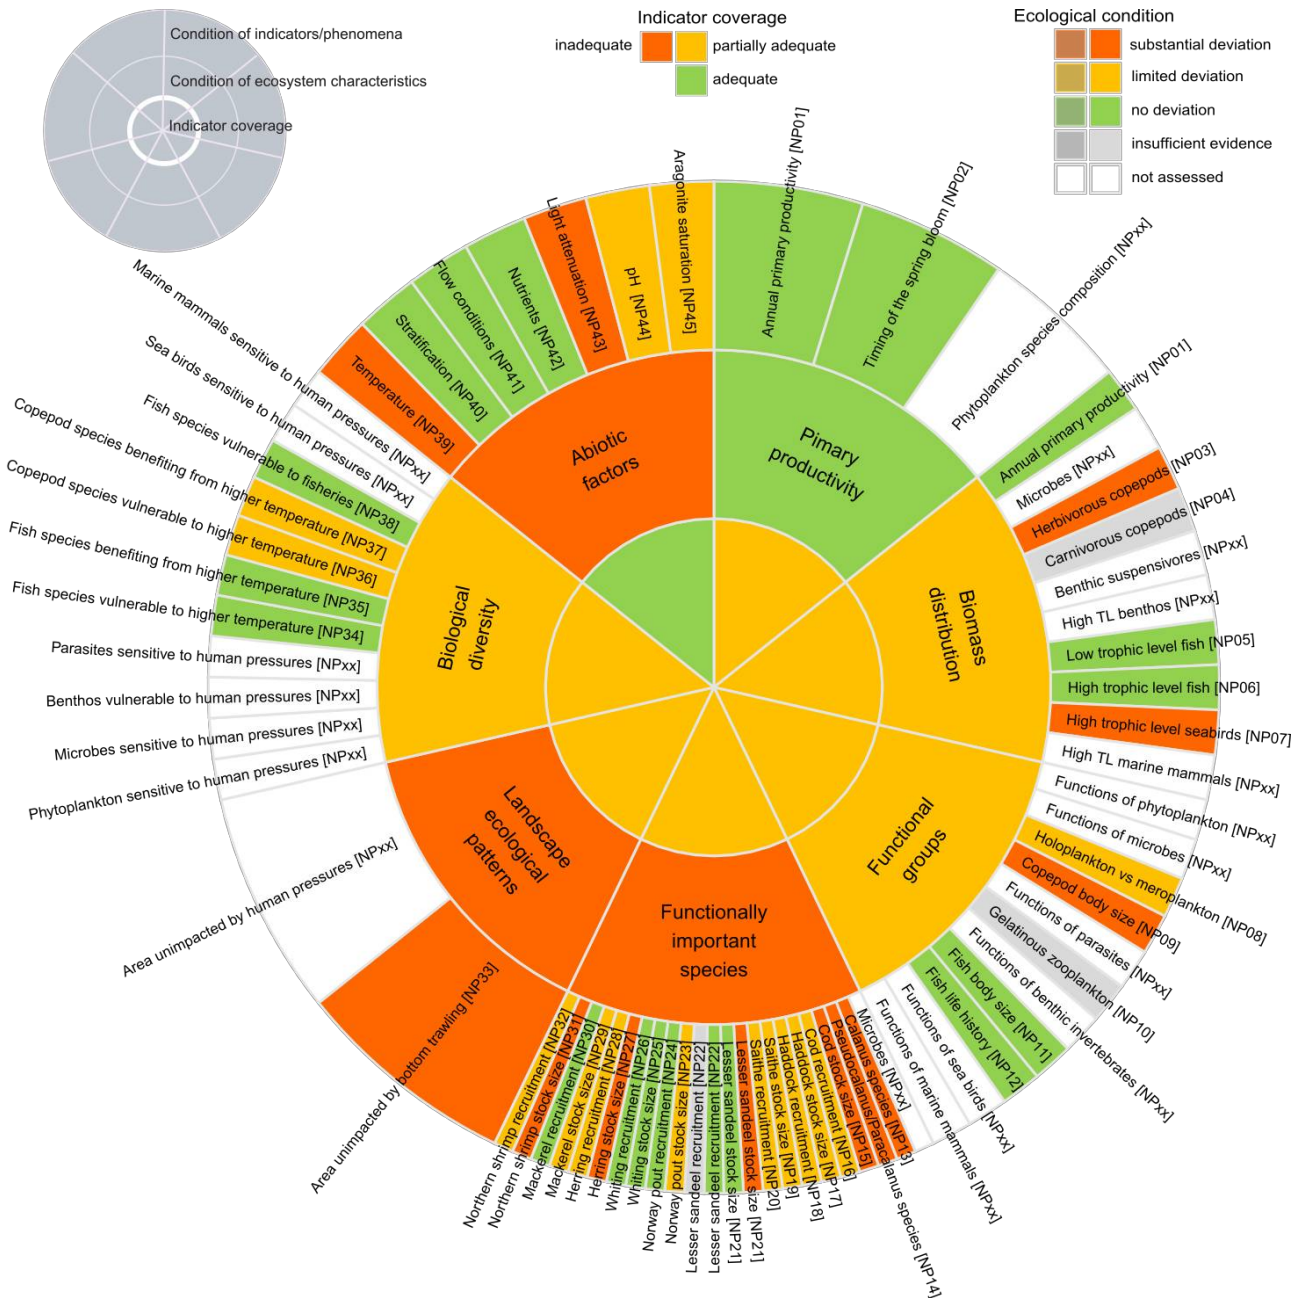 Condition of indicators/phenomena
Condition of ecosystem characteristics
Indicator coverage
Indicator coverage
inadequate
partially adequate
adequate
Ecological condition
substantial deviation
limited deviation
no deviation
insufficient evidence
not assessed
Pimary
productivity
Biomass
distribution
Functional
groups
Functionally
important
species
Landscape
ecological
patterns
Biological
diversity
Abiotic
factors
Annual primary productivity [NP01]
Timing of the spring bloom [NP02]
Phytoplankton species composition [NPxx]
Annual primary productivity [NP01]
Microbes [NPxx]
Herbivorous copepods [NP03]
Carnivorous copepods [NP04]
Benthic suspensivores [NPxx]
High TL benthos [NPxx]
Low trophic level fish [NP05]
High trophic level fish [NP06]
High trophic level seabirds [NP07]
High TL marine mammals [NPxx]
Functions of phytoplankton [NPxx]
Functions of microbes [NPxx]
Holoplankton vs meroplankton [NP08]
Copepod body size [NP09]
Functions of parasites [NPxx]
Gelatinous zooplankton [NP10]
Functions of benthic invertebrates [NPxx]
Fish body size [NP11]
Fish life history [NP12]
Functions of sea birds [NPxx]
Functions of marine mammals [NPxx]
Microbes [NPxx]
Calanus species [NP13]
Pseudocalanus/Paracalanus species [NP14]
Cod stock size [NP15]
Cod recruitment [NP16]
Haddock stock size [NP17]
Haddock recruitment [NP18]
Saithe stock size [NP19]
Saithe recruitment [NP20]
Lesser sandeel stock size [NP21]
Lesser sandeel stock size [NP21]
Lesser sandeel recruitment [NP22]
Lesser sandeel recruitment [NP22]
Norway pout stock size [NP23]
Norway pout recruitment [NP24]
Whiting stock size [NP25]
Whiting recruitment [NP26]
Herring stock size [NP27]
Herring recruitment [NP28]
Mackerel stock size [NP29]
Mackerel recruitment [NP30]
Northern shrimp stock size [NP31]
Northern shrimp recruitment [NP32]
Area unimpacted by bottom trawling [NP33]
Area unimpacted by human pressures [NPxx]
Phytoplankton sensitive to human pressures [NPxx]
Microbes sensitive to human pressures [NPxx]
Benthos vulnerable to human pressures [NPxx]
Parasites sensitive to human pressures [NPxx]
Fish species vulnerable to higher temperature [NP34]
Fish species benefiting from higher temperature [NP35]
Copepod species vulnerable to higher temperature [NP36]
Copepod species benefiting from higher temperature [NP37]
Fish species vulnerable to fisheries [NP38]
Sea birds sensitive to human pressures [NPxx]
Marine mammals sensitive to human pressures [NPxx]
Temperature [NP39]
Stratification [NP40]
Flow conditions [NP41]
Nutrients [NP42]
Light attenuation [NP43]
pH [NP44]
Aragonite saturation [NP45]